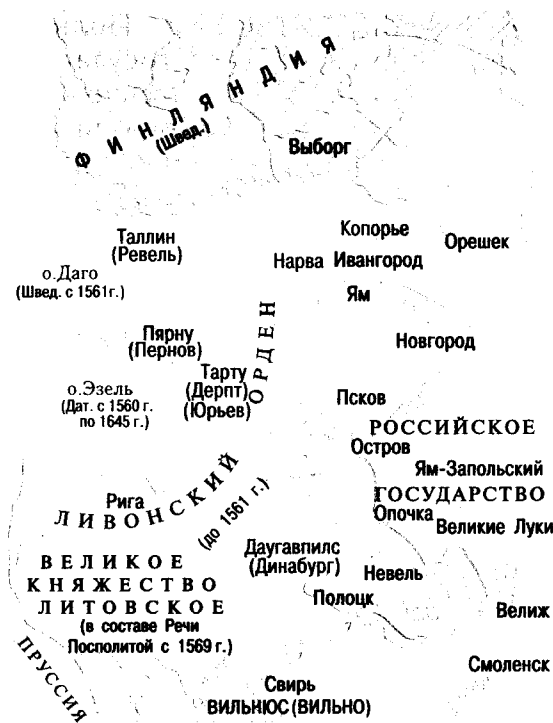 ФИНЛЯНДИЯ
(Швед.)
Выборг
Копорье
Таллин
(Ревель)
Орешек
Нарва
Ивангород
о.Даго
(Швед. с 1561г.)
Ям
Пярну
(Пернов)
Новгород
Тарту
(Дерпт)
(Юрьев)
о.Эзель
(Дат. с 1560 г.
по 1645 г.)
Псков
РОССИЙСКОЕ
Остров
Ям-Запольский
ГОСУДАРСТВО
Опочка
Великие Луки
Рига
ЛИВОНСКИЙ
ОРДЕН
(до 1561 г.)
Даугавпилс
(Динабург)
ВЕЛИКОЕ
КНЯЖЕСТВО
ЛИТОВСКОЕ
(в составе Речи
Посполитой с 1569 г.)
Невель
Полоцк
Велиж
ПРУССИЯ
Смоленск
Свирь
ВИЛЬНЮС (ВИЛЬНО)